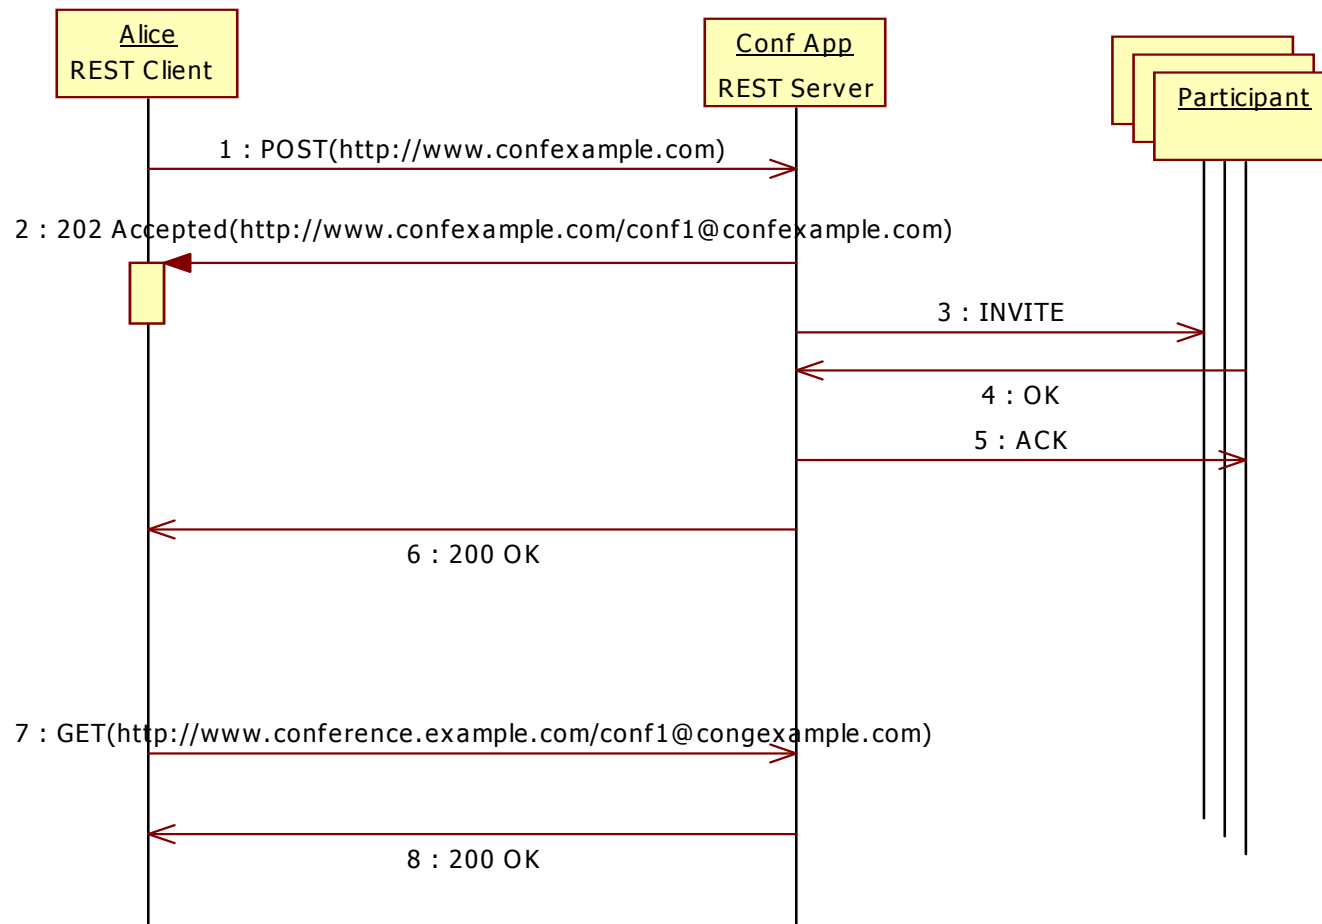 Alice
REST Client
Conf App
REST Server
Participant
1 : POST(http://www.confexample.com)
2 : 202 Accepted(http://www.confexample.com/conf1@confexample.com)
3 : INVITE
4 : OK
5 : ACK
6 : 200 OK
7 : GET(http://www.conference.example.com/conf1@congexample.com)
8 : 200 OK